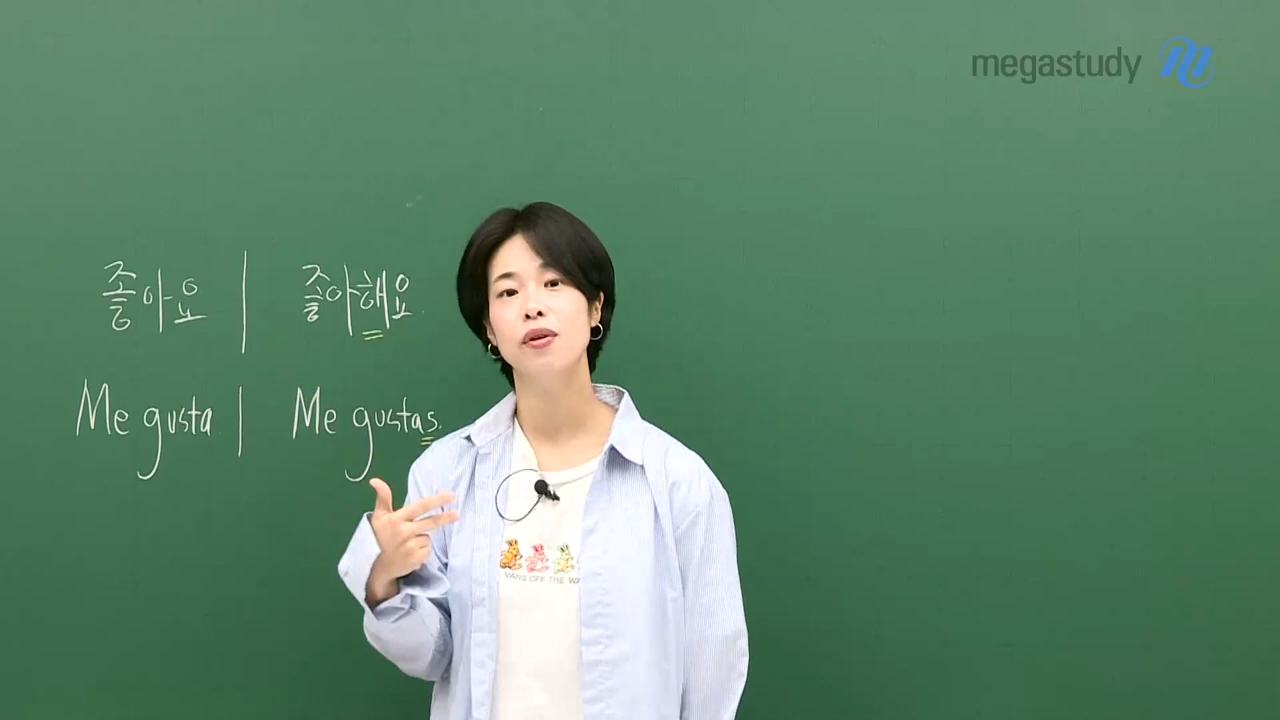 megastudy
좋아요 | 좋아해요.
Me gusta. | Me gustas.
VANS OFF THE WA